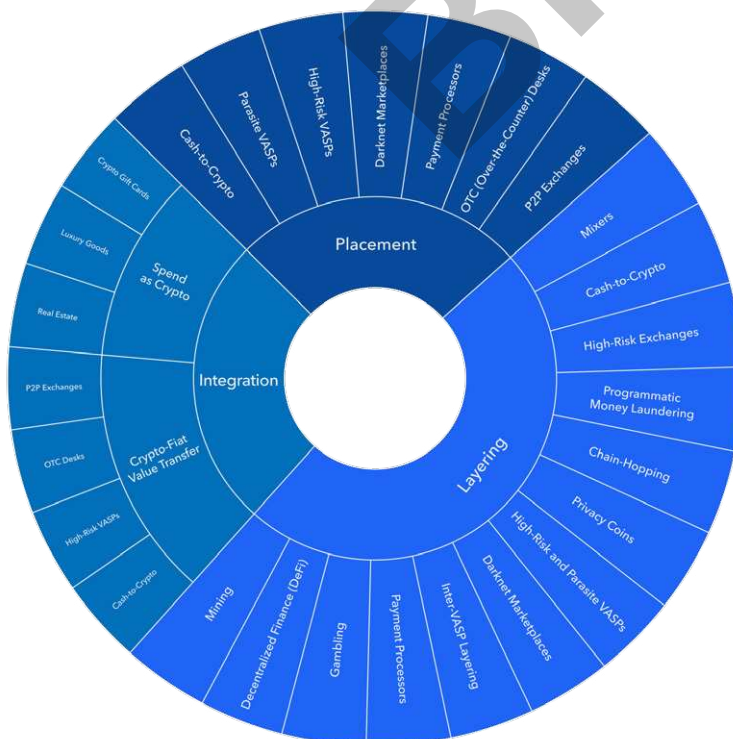 Placement
Cash-to-Crypto
Parasite VASPs
High-Risk VASPs
Darknet Marketplaces
Payment Processors
OTC (Over-the-Counter) Desks
P2P Exchanges
Layering
Mixers
Cash-to-Crypto
High-Risk Exchanges
Programmatic
Money Laundering
Chain-Hopping
Privacy Coins
High-Risk and Parasite VASPs
Darknet Marketplaces
Inter-VASP Layering
Payment Processors
Gambling
Decentralized Finance (DeFi)
Mining
Integration
Crypto-Fiat
Value Transfer
Cash-to-Crypto
High-Risk VASPs
OTC Desks
P2P Exchanges
Spend
as Crypto
Real Estate
Luxury Goods
Crypto Gift Cards